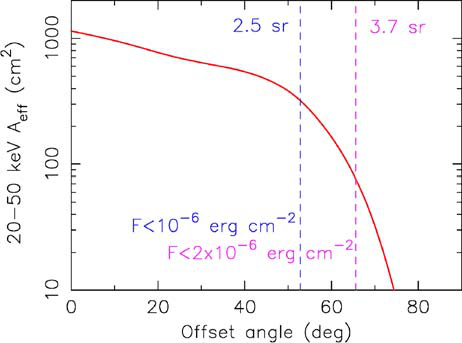 2.5 sr
3.7 sr
1000
100
10
20−50 keV A_eff (cm²)
F<10⁻⁶ erg cm⁻²
F<2x10⁻⁶ erg cm⁻²
0
20
40
60
80
Offset angle (deg)